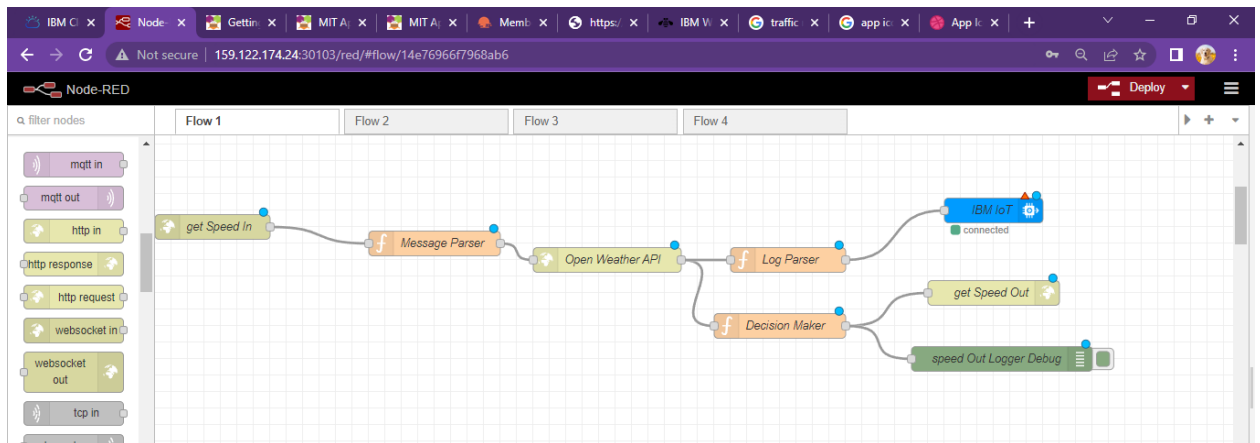 IBM Cl
Node-
Getting
MIT A
MIT A
Memb
https:/
IBM W
traffic
app ic
App Ic
Not secure
159.122.174.24:30103/red/#flow/14e76966f7968ab6
Node-RED
Deploy
filter nodes
Flow 1
Flow 2
Flow 3
Flow 4
mqtt in
mqtt out
http in
http response
http request
websocket in
websocket
out
tcp in
get Speed In
Message Parser
Open Weather API
Log Parser
IBM IoT
connected
get Speed Out
Decision Maker
speed Out Logger Debug